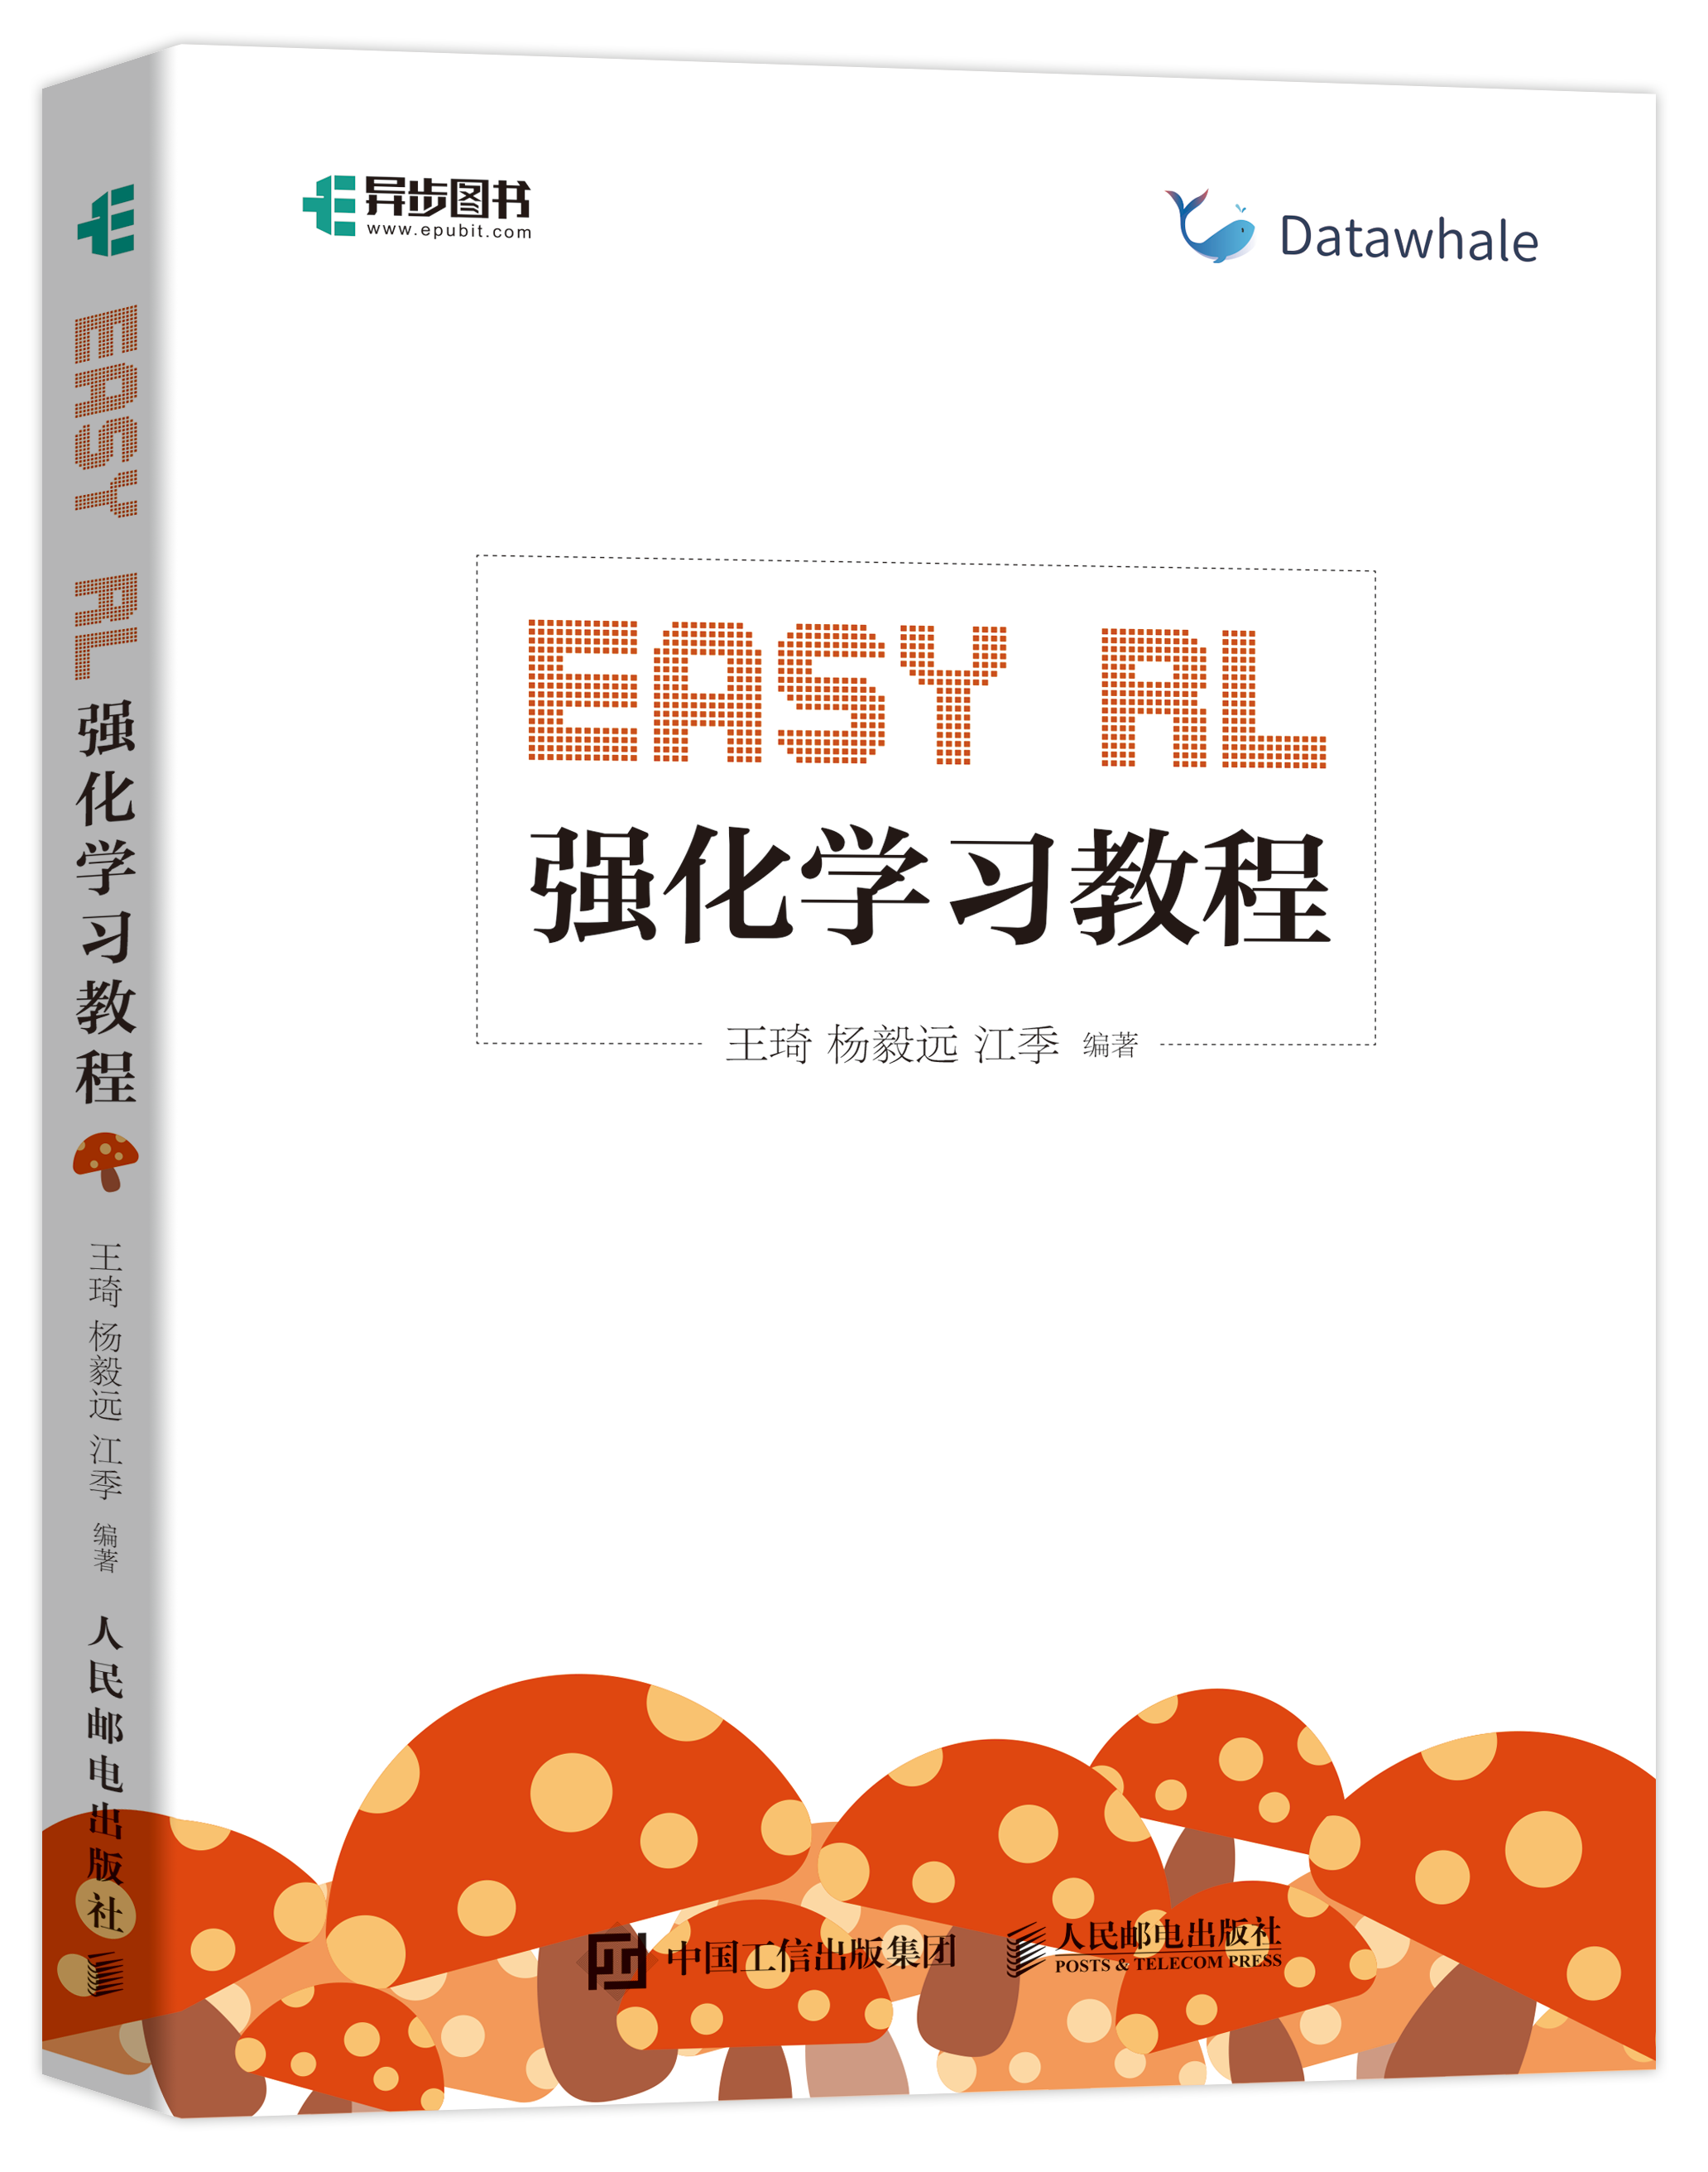 异步图书
www.epubit.com
Datawhale
EASY RL
强化学习教程
王琦 杨毅远 江季 编著
中国工信出版集团
人民邮电出版社
POSTS & TELECOM PRESS
EASY RL
强化学习教程
王琦 杨毅远 江季 编著
人民邮电出版社